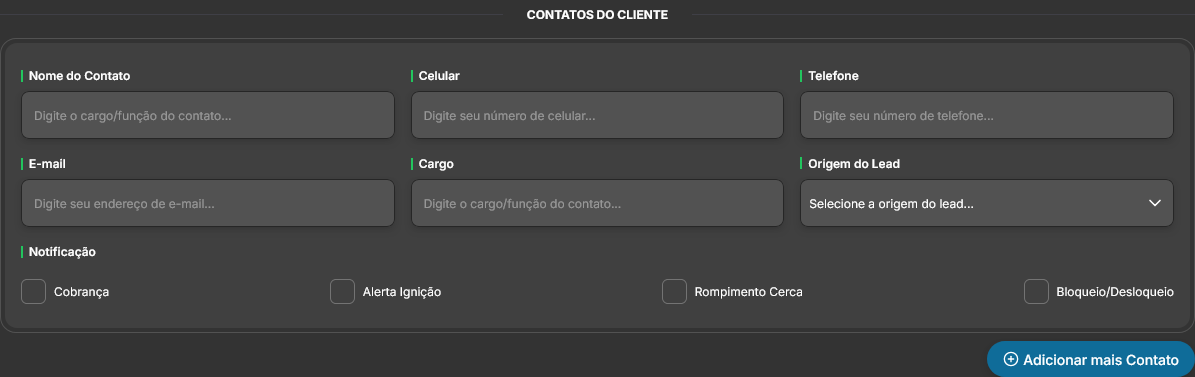 CONTATOS DO CLIENTE
Nome do Contato
Celular
Telefone
Digite o cargo/função do contato...
Digite seu número de celular...
Digite seu número de telefone...
E-mail
Cargo
Origem do Lead
Digite seu endereço de e-mail...
Digite o cargo/função do contato...
Selecione a origem do lead...
Notificação
Cobrança
Alerta Ignição
Rompimento Cerca
Bloqueio/Desloqueio
Adicionar mais Contato